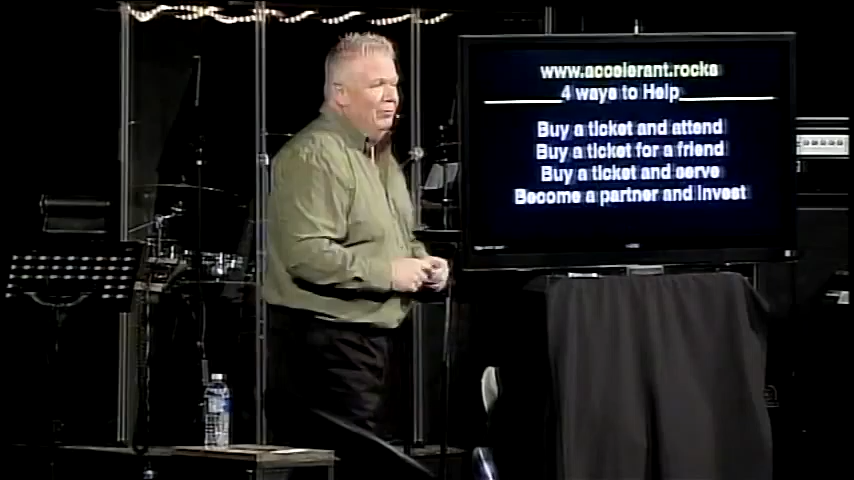 www.accelerant.rocks
4 ways to Help
Buy a ticket and attend
Buy a ticket for a friend
Buy a ticket and serve
Become a partner and Invest